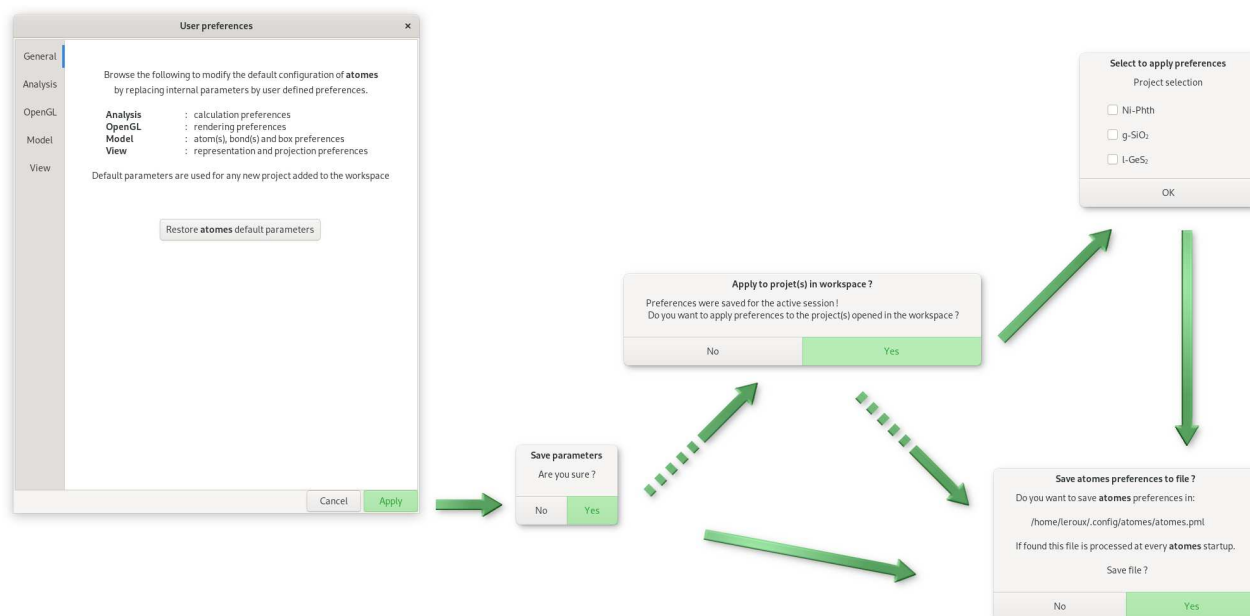 User preferences
×
General
Analysis
OpenGL
Model
View
Browse the following to modify the default configuration of atomes
by replacing internal parameters by user defined preferences.
Analysis : calculation preferences
OpenGL : rendering preferences
Model : atom(s), bond(s) and box preferences
View : representation and projection preferences
Default parameters are used for any new project added to the workspace
Restore atomes default parameters
Cancel Apply
Save parameters
Are you sure ?
No Yes
Apply to projet(s) in workspace ?
Preferences were saved for the active session !
Do you want to apply preferences to the project(s) opened in the workspace ?
No Yes
Select to apply preferences
Project selection
Ni-Phth
g-SiO₂
l-GeS₂
OK
Save atomes preferences to file ?
Do you want to save atomes preferences in:
/home/leroux/.config/atomes/atomes.pml
If found this file is processed at every atomes startup.
Save file ?
No Yes